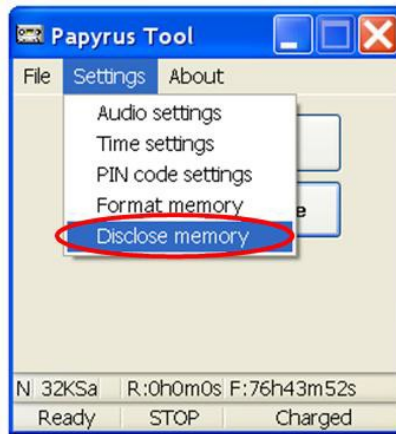 Papyrus Tool
File Settings About
Audio settings
Time settings
PIN code settings
Format memory
Disclose memory
N 32KSa R:0h0m0s F:76h43m52s
Ready STOP Charged